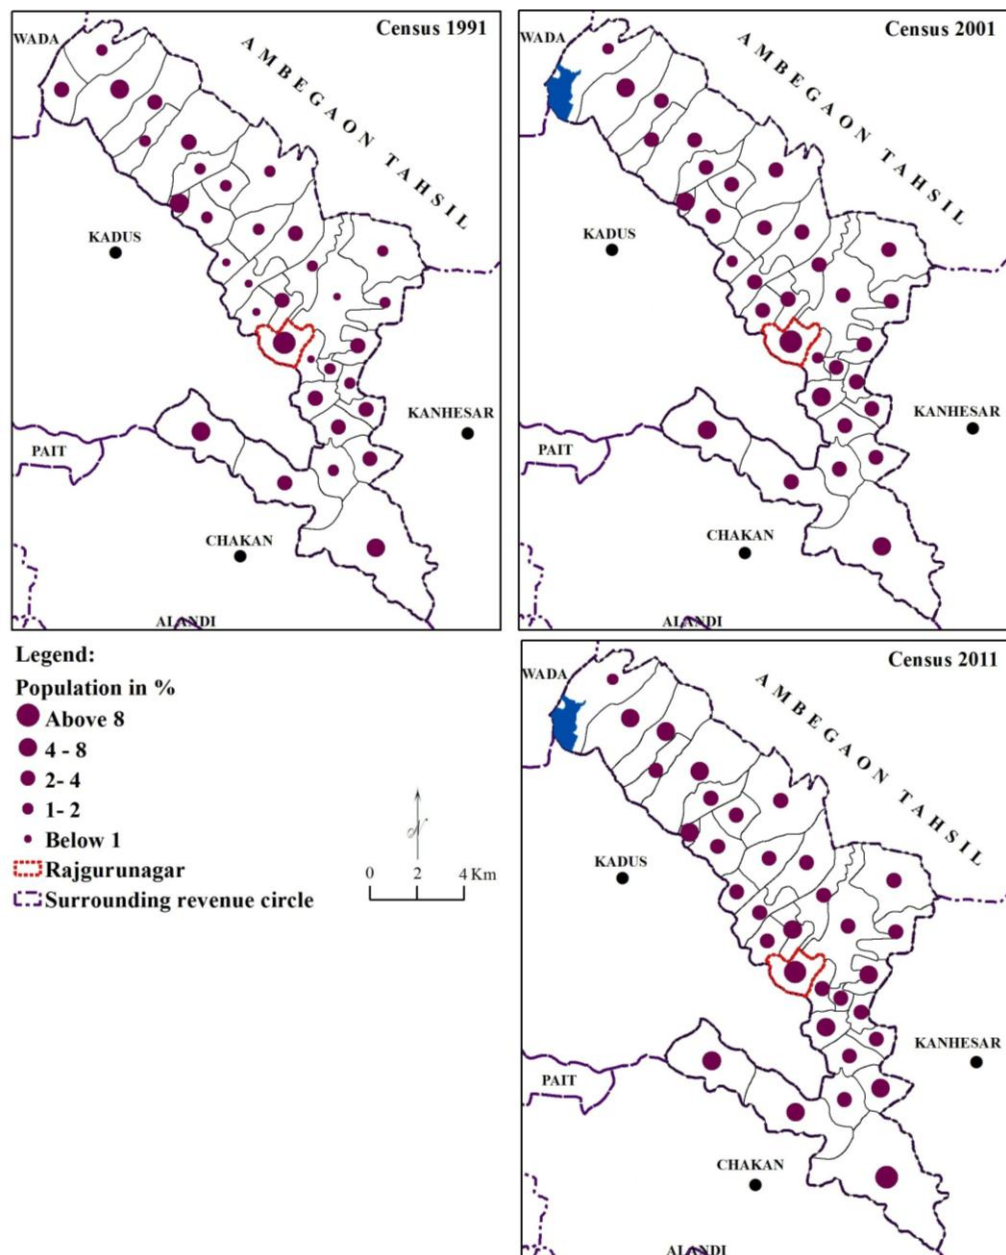 Census 1991
WADA
AMBEGAON TAHSIL
KADUS
KANHESAR
PAIT
CHAKAN
ALANDI
Census 2001
WADA
AMBEGAON TAHSIL
KADUS
KANHESAR
PAIT
CHAKAN
ALANDI
Legend:
Population in %
Above 8
4 - 8
2- 4
1- 2
Below 1
Rajgurunagar
Surrounding revenue circle
N
0 2 4 Km
Census 2011
WADA
AMBEGAON TAHSIL
KADUS
KANHESAR
PAIT
CHAKAN
ALANDI